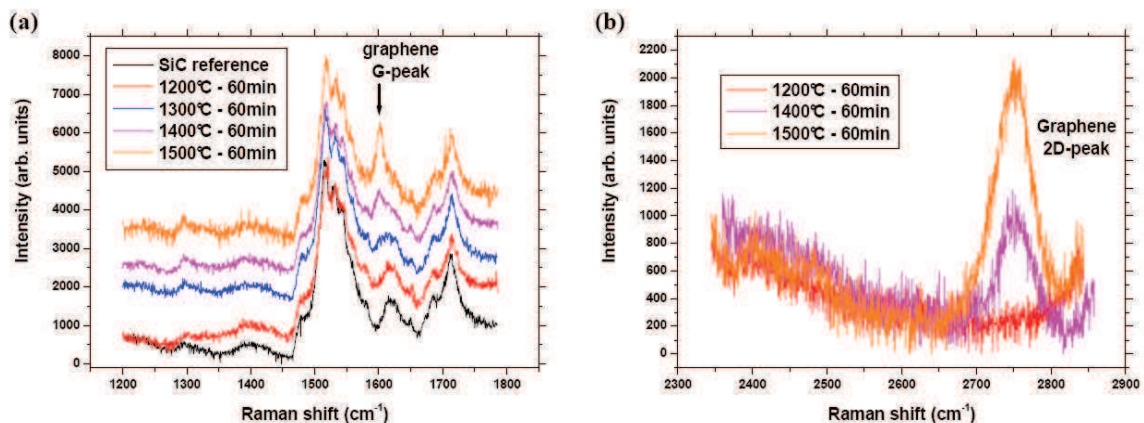 (a)
Intensity (arb. units)
8000
7000
6000
5000
4000
3000
2000
1000
0
SiC reference
1200°C - 60min
1300°C - 60min
1400°C - 60min
1500°C - 60min
graphene
G-peak
1200 1300 1400 1500 1600 1700 1800
Raman shift (cm⁻¹)
(b)
Intensity (arb. units)
2200
2000
1800
1600
1400
1200
1000
800
600
400
200
0
1200°C - 60min
1400°C - 60min
1500°C - 60min
Graphene
2D-peak
2300 2400 2500 2600 2700 2800 2900
Raman shift (cm⁻¹)